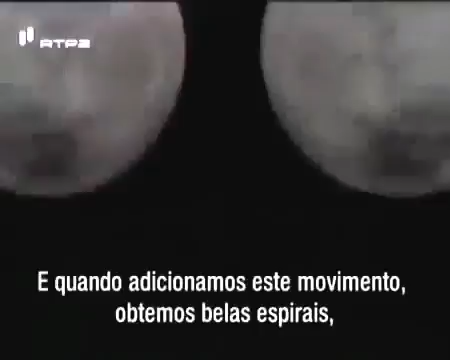 RTP2
E quando adicionamos este movimento,
obtemos belas espirais,